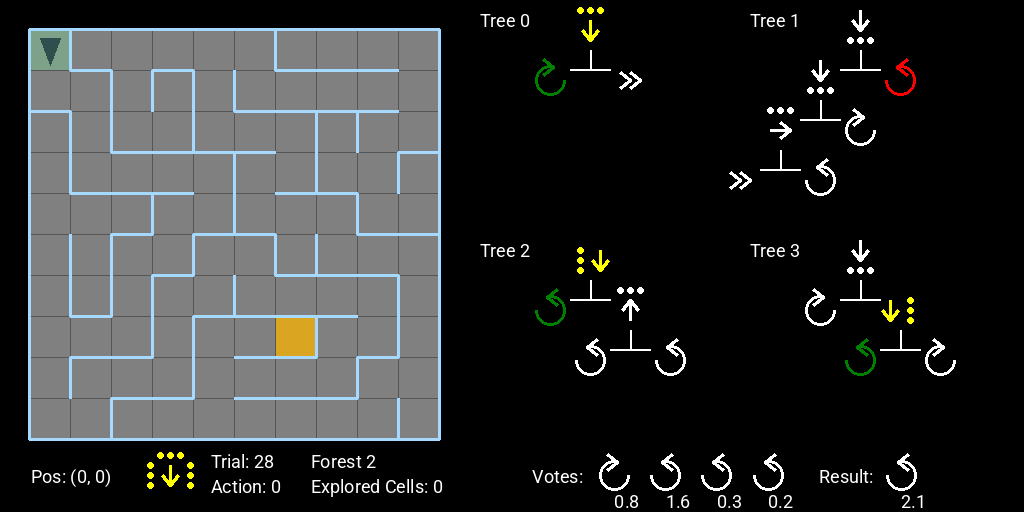 Tree 0
Tree 1
Tree 2
Tree 3
Pos: (0, 0)
Trial: 28
Forest 2
Action: 0
Explored Cells: 0
Votes:
0.8
1.6
0.3
0.2
Result:
2.1